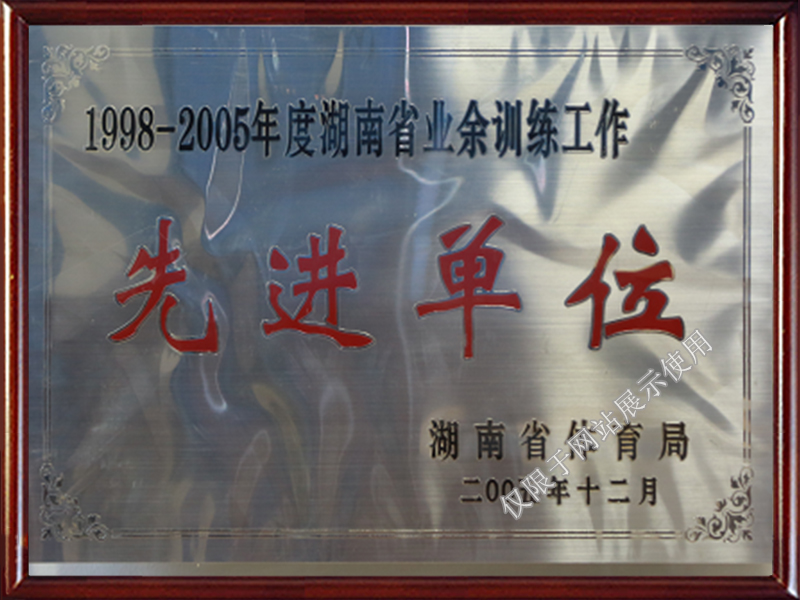 1998-2005年度湖南省业余训练工作
先进单位
湖南省体育局
二00 年十二月
仅限于网站展示使用